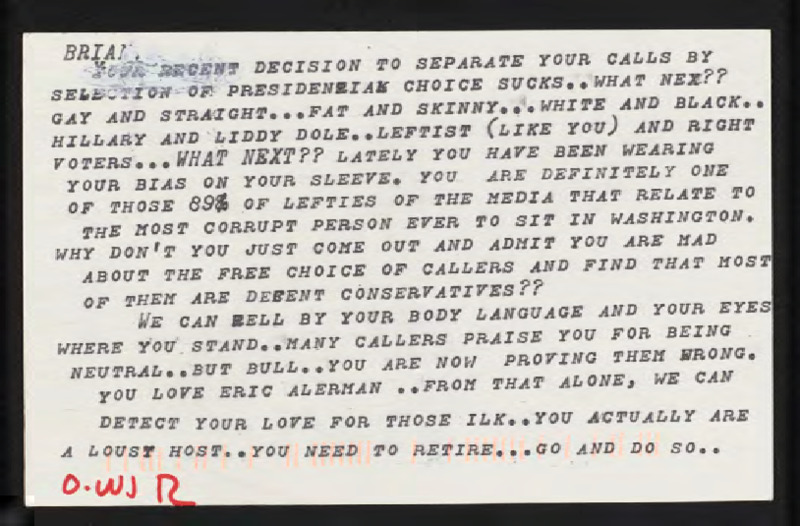 BRIAN.
YOUR RECENT DECISION TO SEPARATE YOUR CALLS BY
SELECTION OF PRESIDENRIAK CHOICE SUCKS..WHAT NEX??
GAY AND STRAIGHT...FAT AND SKINNY...WHITE AND BLACK..
HILLARY AND LIDDY DOLE..LEFTIST (LIKE YOU) AND RIGHT
VOTERS...WHAT NEXT?? LATELY YOU HAVE BEEN WEARING
YOUR BIAS ON YOUR SLEEVE. YOU ARE DEFINITELY ONE
OF THOSE 89% OF LEFTIES OF THE MEDIA THAT RELATE TO
THE MOST CORRUPT PERSON EVER TO SIT IN WASHINGTON.
WHY DON'T YOU JUST COME OUT AND ADMIT YOU ARE MAD
ABOUT THE FREE CHOICE OF CALLERS AND FIND THAT MOST
OF THEM ARE DECENT CONSERVATIVES??
WE CAN RELL BY YOUR BODY LANGUAGE AND YOUR EYES
WHERE YOU STAND..MANY CALLERS PRAISE YOU FOR BEING
NEUTRAL..BUT BULL..YOU ARE NOW PROVING THEM WRONG.
YOU LOVE ERIC ALERMAN ..FROM THAT ALONE, WE CAN
DETECT YOUR LOVE FOR THOSE ILK..YOU ACTUALLY ARE
A LOUSY HOST..YOU NEED TO RETIRE...GO AND DO SO..